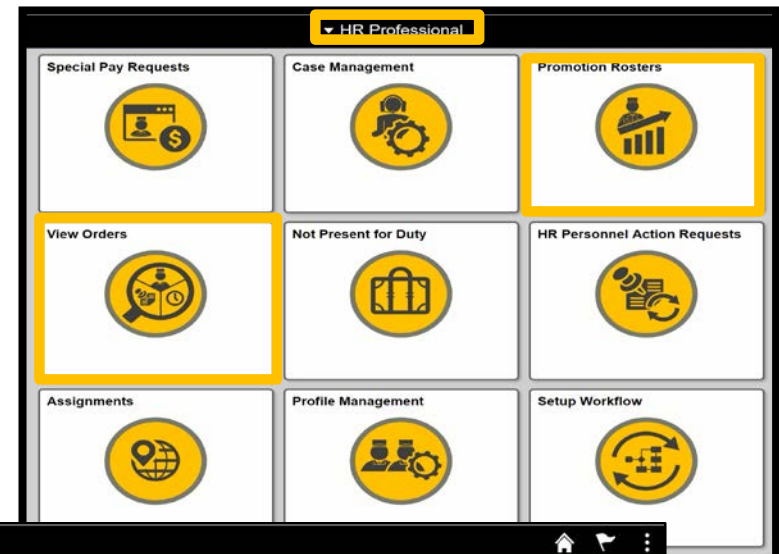 HR Professional
Special Pay Requests
Case Management
Promotion Rosters
$
View Orders
Not Present for Duty
HR Personnel Action Requests
Assignments
Profile Management
Setup Workflow